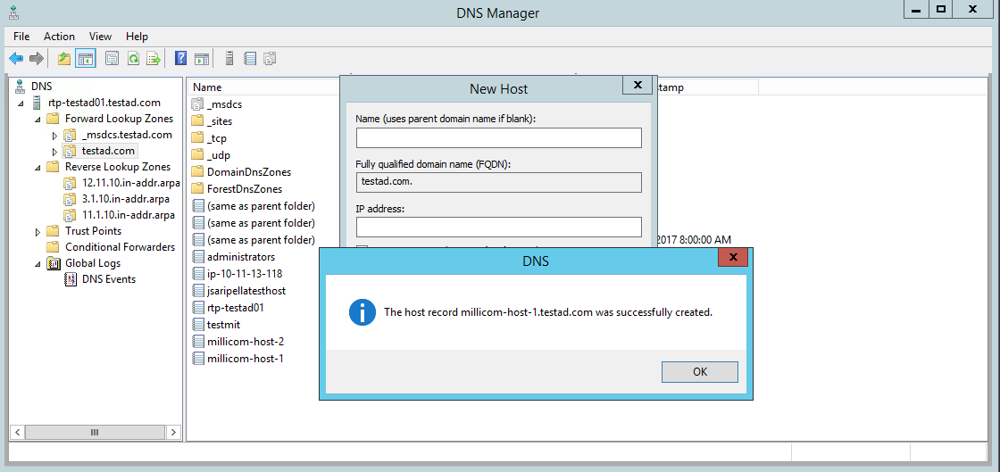 DNS Manager
File Action View Help
DNS
rtp-testad01.testad.com
Forward Lookup Zones
_msdcs.testad.com
testad.com
Reverse Lookup Zones
12.11.10.in-addr.arpa
3.1.10.in-addr.arpa
11.1.10.in-addr.arpa
Trust Points
Conditional Forwarders
Global Logs
DNS Events
Name
_msdcs
_sites
_tcp
_udp
DomainDnsZones
ForestDnsZones
(same as parent folder)
(same as parent folder)
(same as parent folder)
administrators
ip-10-11-13-118
jsaripellatesthost
rtp-testad01
testmit
millicom-host-2
millicom-host-1
stamp
2017 8:00:00 AM
New Host
Name (uses parent domain name if blank):
Fully qualified domain name (FQDN):
testad.com.
IP address:
DNS
The host record millicom-host-1.testad.com was successfully created.
OK